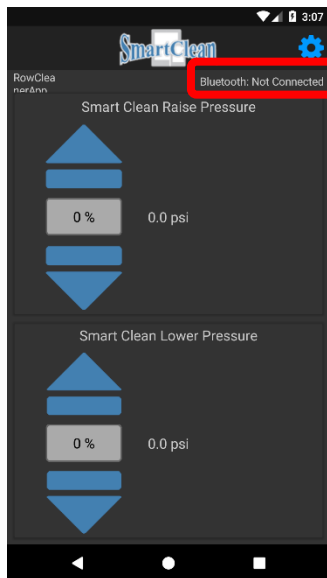 3:07
SmartClean
RowClea
nerApp
Bluetooth: Not Connected
Smart Clean Raise Pressure
0 %
0.0 psi
Smart Clean Lower Pressure
0 %
0.0 psi